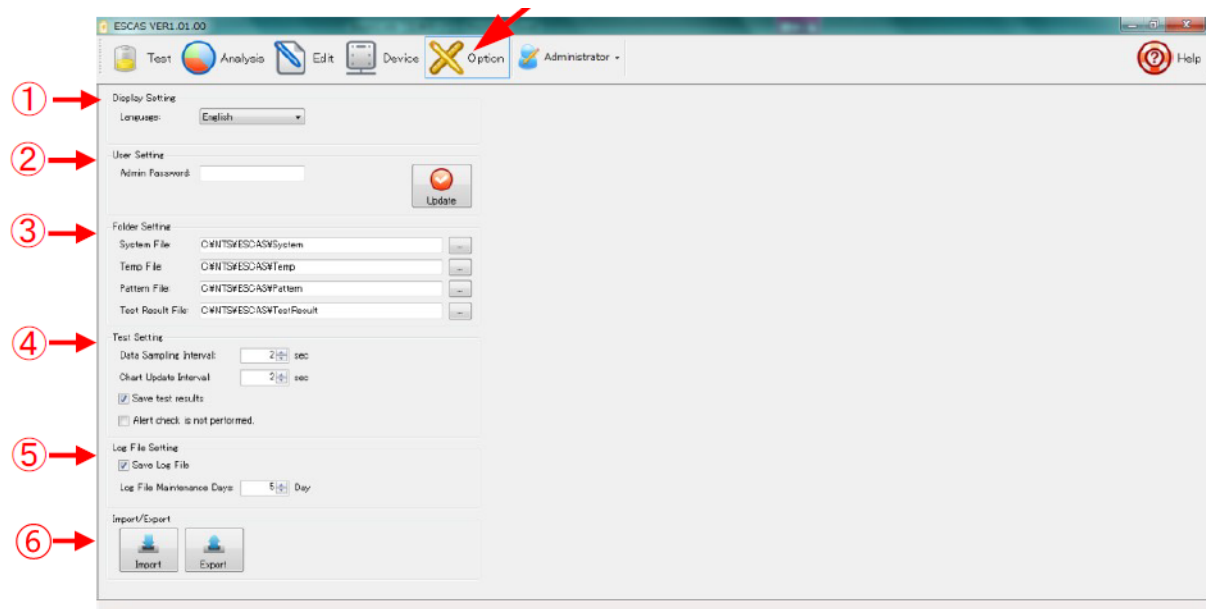 ESCAS VER1.01.00
Test Analysis Edit Device Option Administrator Help
① Display Setting
Language: English
② User Setting
Admin Password:
Update
③ Folder Setting
System File: C:¥NTS¥ESCAS¥System ...
Temp File: C:¥NTS¥ESCAS¥Temp ...
Pattern File: C:¥NTS¥ESCAS¥Pattern ...
Test Result File: C:¥NTS¥ESCAS¥TestResult ...
④ Test Setting
Data Sampling Interval: 2 sec
Chart Update Interval: 2 sec
Save test results
Alert check is not performed.
⑤ Log File Setting
Save Log File
Log File Maintenance Days: 5 Day
⑥ Import/Export
Import Export